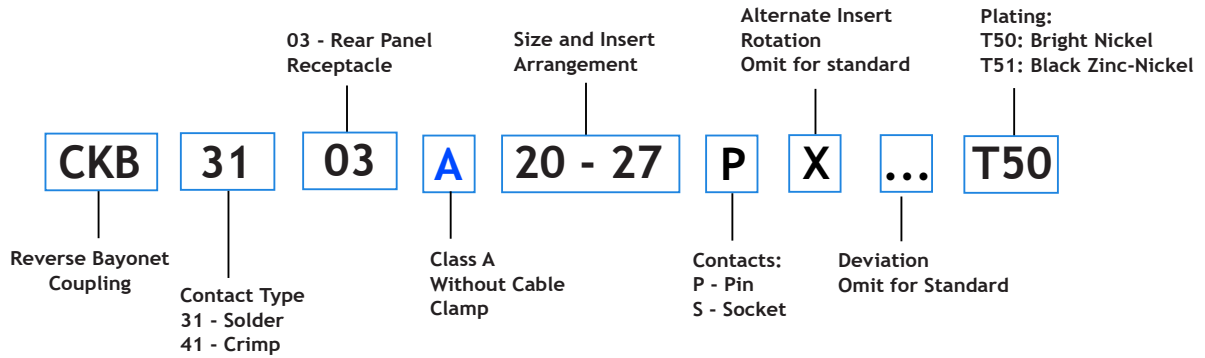 03 - Rear Panel
Receptacle
Size and Insert
Arrangement
Alternate Insert
Rotation
Omit for standard
Plating:
T50: Bright Nickel
T51: Black Zinc-Nickel
CKB 31 03 A 20 - 27 P X ... T50
Reverse Bayonet
Coupling
Contact Type
31 - Solder
41 - Crimp
Class A
Without Cable
Clamp
Contacts:
P - Pin
S - Socket
Deviation
Omit for Standard